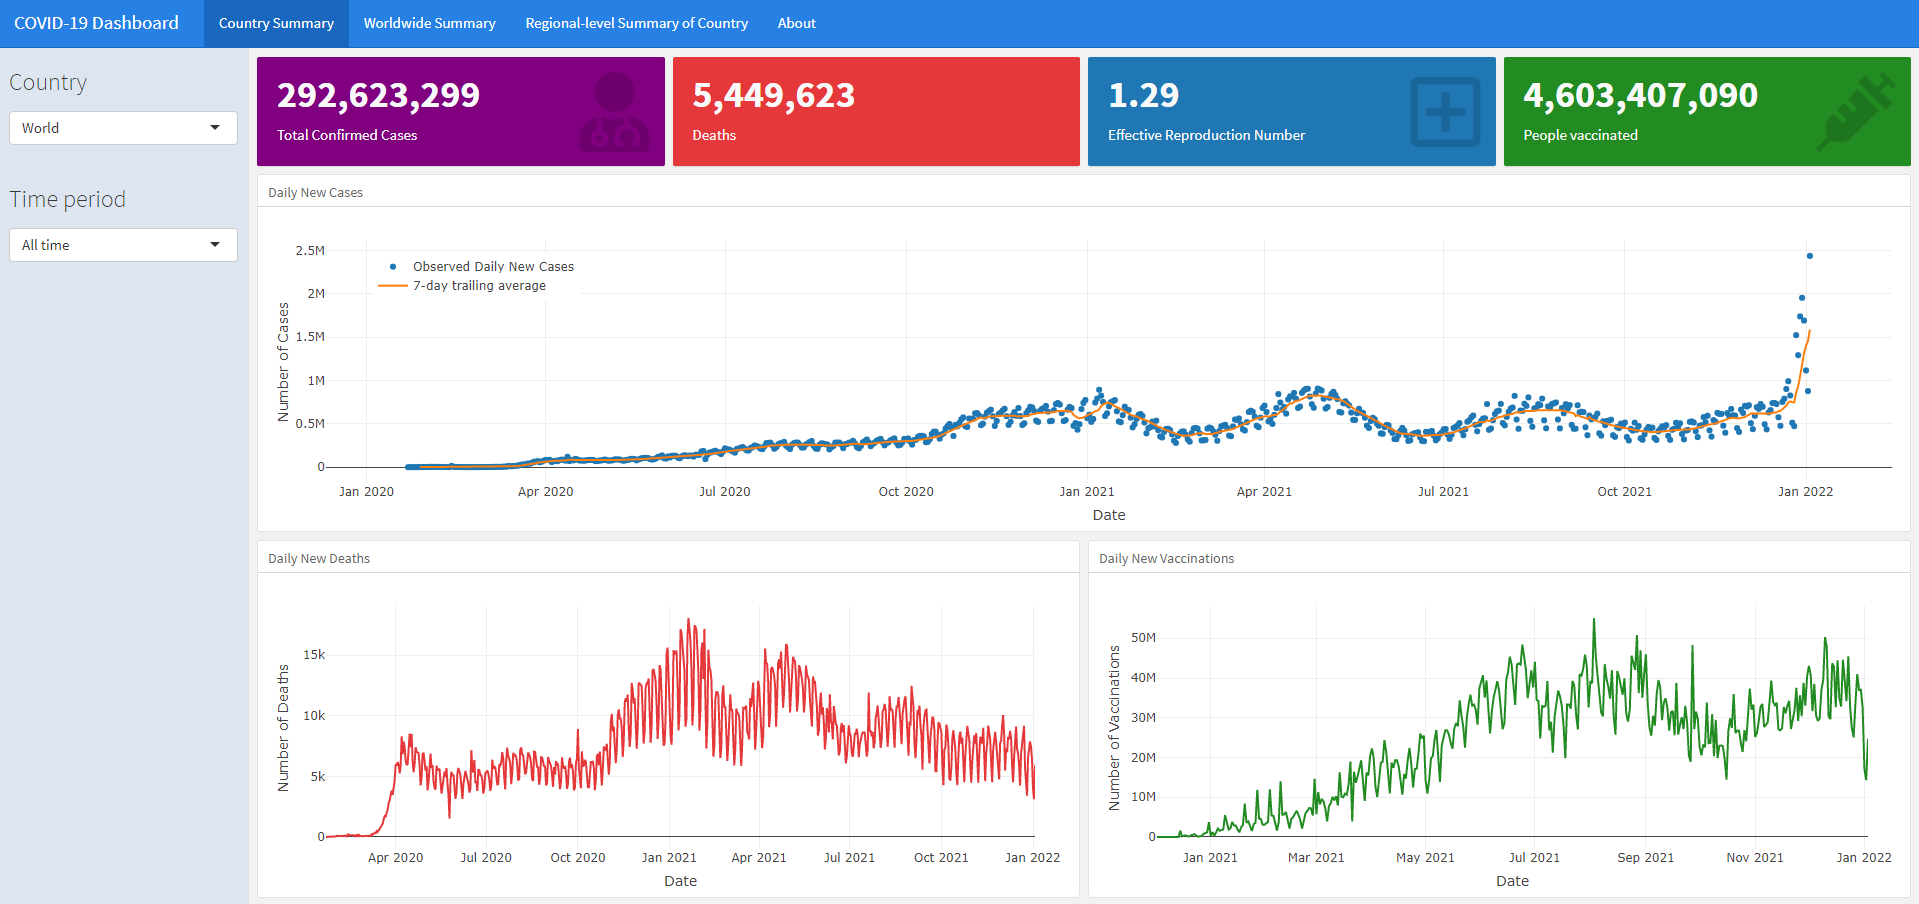 COVID-19 Dashboard
Country Summary
Worldwide Summary
Regional-level Summary of Country
About
Country
World
Time period
All time
292,623,299
Total Confirmed Cases
5,449,623
Deaths
1.29
Effective Reproduction Number
4,603,407,090
People vaccinated
Daily New Cases
Number of Cases
2.5M
2M
1.5M
1M
0.5M
0
Observed Daily New Cases
7-day trailing average
Jan 2020
Apr 2020
Jul 2020
Oct 2020
Jan 2021
Apr 2021
Jul 2021
Oct 2021
Jan 2022
Date
Daily New Deaths
Number of Deaths
15k
10k
5k
0
Apr 2020
Jul 2020
Oct 2020
Jan 2021
Apr 2021
Jul 2021
Oct 2021
Jan 2022
Date
Daily New Vaccinations
Number of Vaccinations
50M
40M
30M
20M
10M
0
Jan 2021
Mar 2021
May 2021
Jul 2021
Sep 2021
Nov 2021
Jan 2022
Date